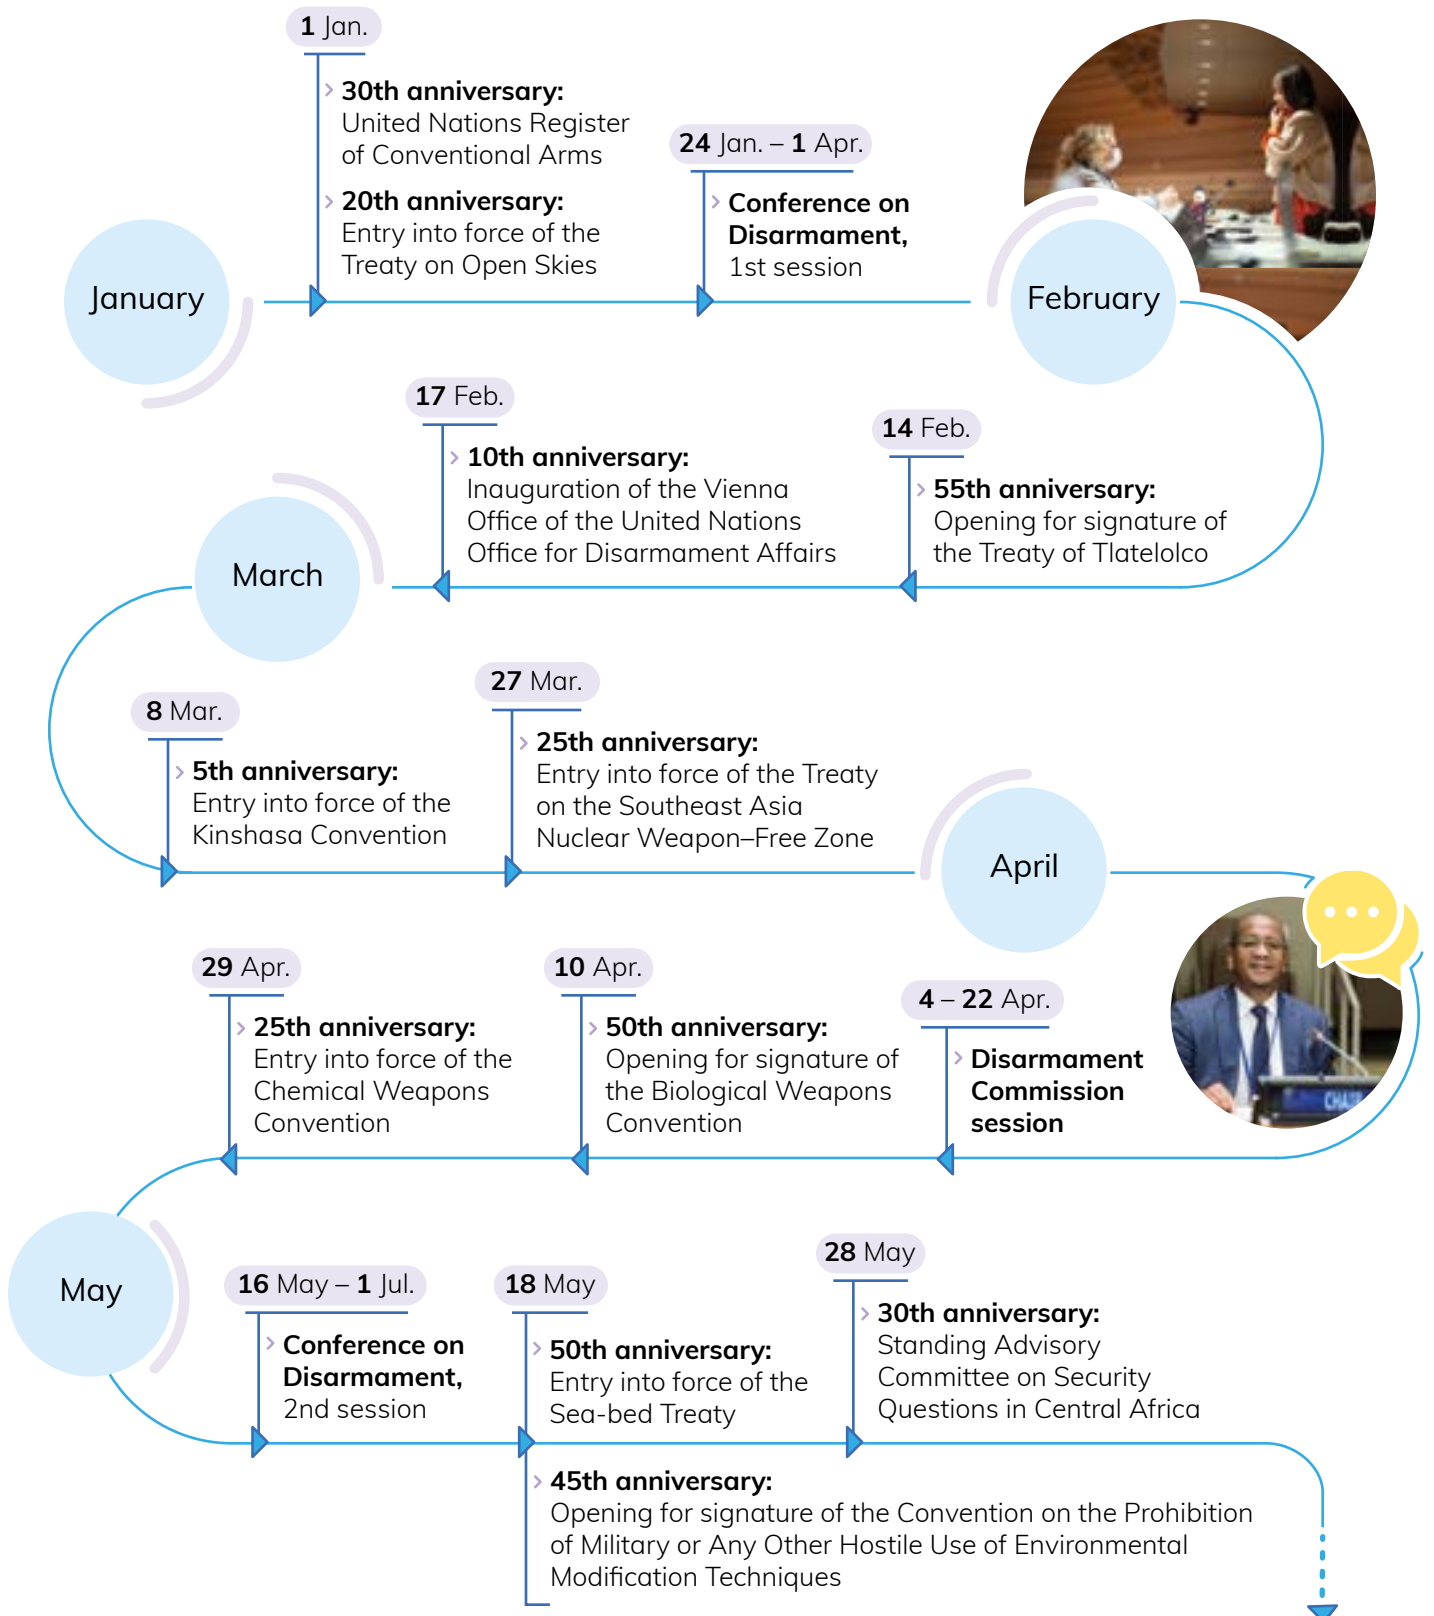 January
1 Jan.
30th anniversary:
United Nations Register
of Conventional Arms
20th anniversary:
Entry into force of the
Treaty on Open Skies
24 Jan. – 1 Apr.
Conference on
Disarmament,
1st session
February
14 Feb.
55th anniversary:
Opening for signature of
the Treaty of Tlatelolco
17 Feb.
10th anniversary:
Inauguration of the Vienna
Office of the United Nations
Office for Disarmament Affairs
March
8 Mar.
5th anniversary:
Entry into force of the
Kinshasa Convention
27 Mar.
25th anniversary:
Entry into force of the Treaty
on the Southeast Asia
Nuclear Weapon–Free Zone
April
4 – 22 Apr.
Disarmament
Commission
session
10 Apr.
50th anniversary:
Opening for signature of
the Biological Weapons
Convention
29 Apr.
25th anniversary:
Entry into force of the
Chemical Weapons
Convention
May
16 May – 1 Jul.
Conference on
Disarmament,
2nd session
18 May
50th anniversary:
Entry into force of the
Sea-bed Treaty
45th anniversary:
Opening for signature of the Convention on the Prohibition
of Military or Any Other Hostile Use of Environmental
Modification Techniques
28 May
30th anniversary:
Standing Advisory
Committee on Security
Questions in Central Africa